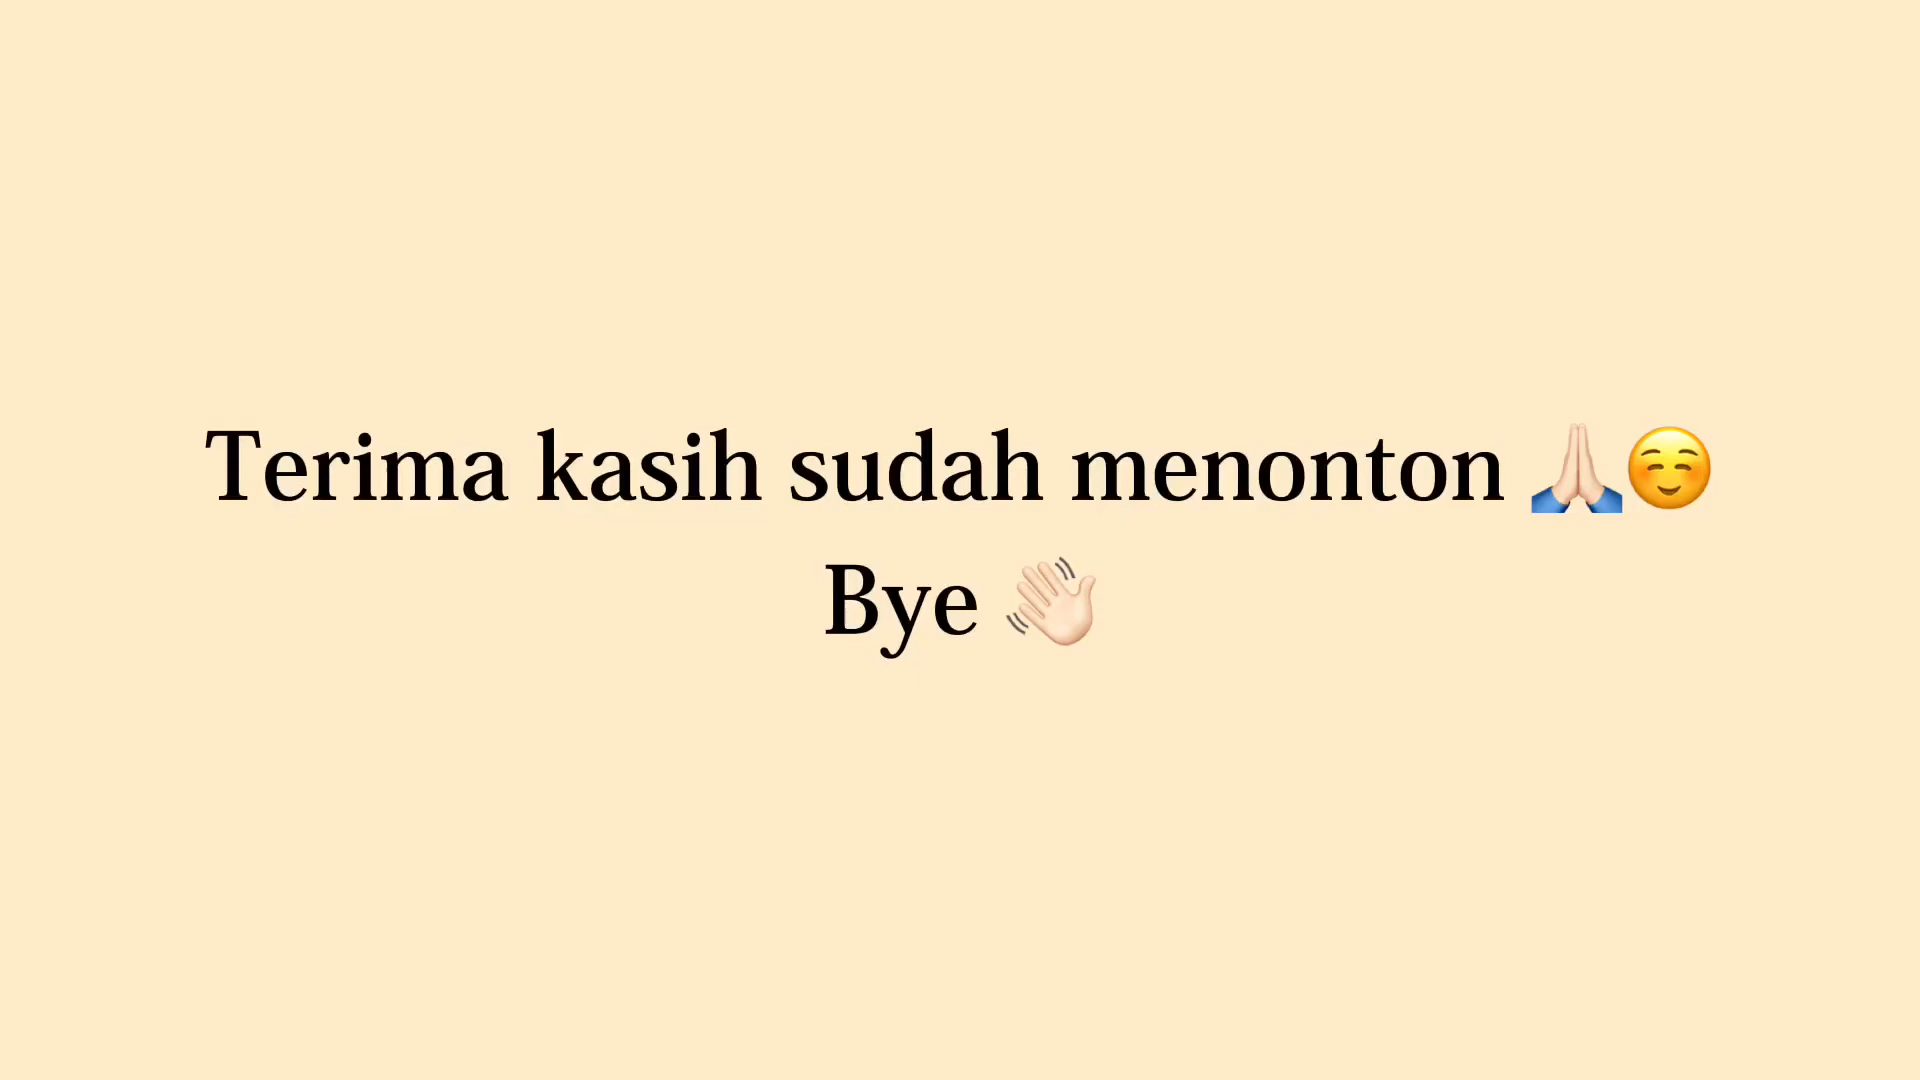 Terima kasih sudah menonton 🙏🏻☺️
Bye 👋🏻